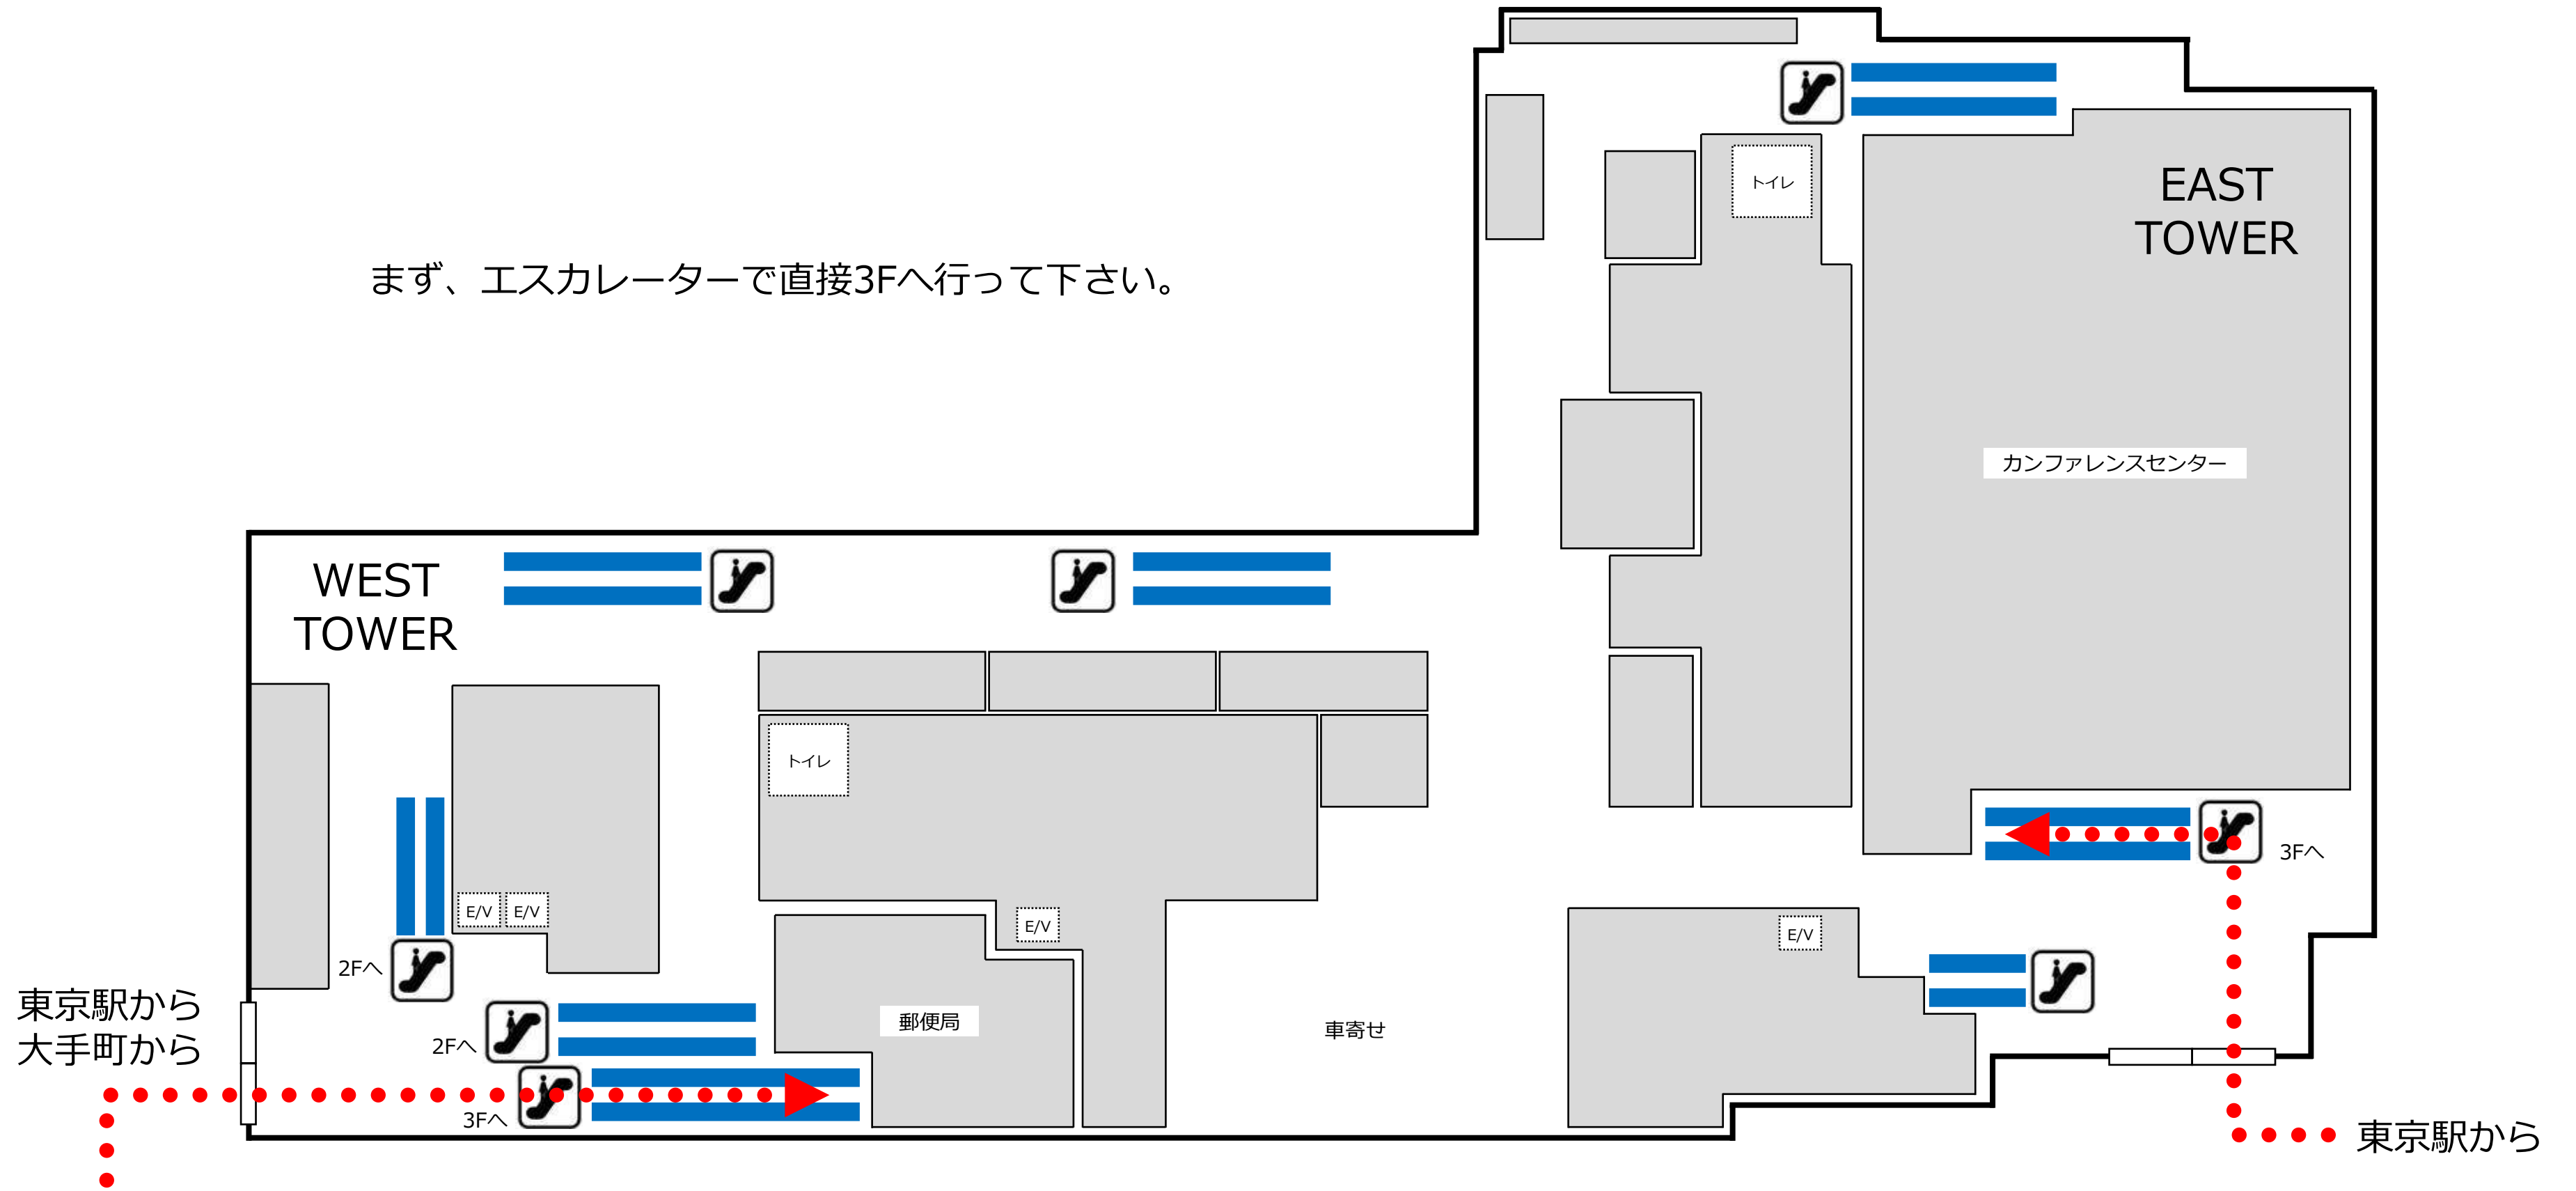 まず、エスカレーターで直接3Fへ行って下さい。
トイレ
EAST
TOWER
カンファレンスセンター
WEST
TOWER
トイレ
E/V
E/V
E/V
E/V
3Fへ
2Fへ
東京駅から
大手町から
2Fへ
郵便局
車寄せ
3Fへ
東京駅から